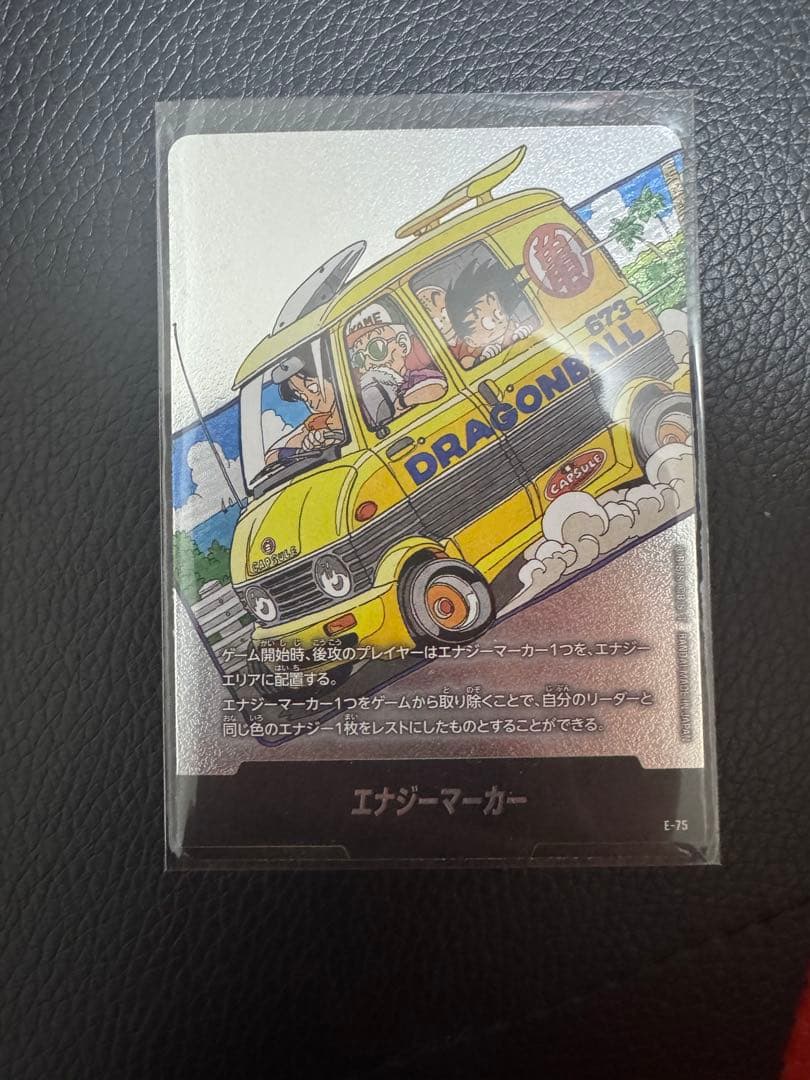 KAME
亀
673
DRAGONBALL
CAPSULE
CAPSULE
ゲーム開始時、後攻のプレイヤーはエナジーマーカー1つを、エナジー
エリアに配置する。
エナジーマーカー1つをゲームから取り除くことで、自分のリーダーと
同じ色のエナジー1枚をレストにしたものとすることができる。
エナジーマーカー
E-75